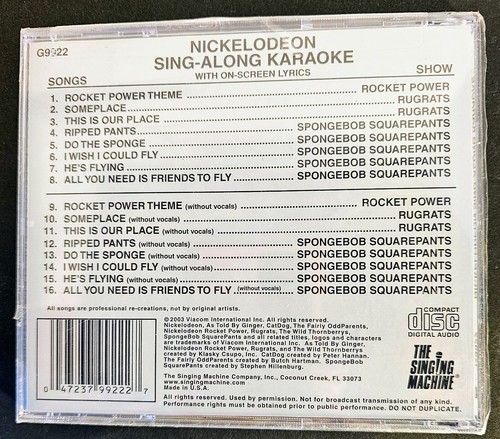 G9922
NICKELODEON
SING-ALONG KARAOKE
WITH ON-SCREEN LYRICS
SONGS SHOW
1. ROCKET POWER THEME ROCKET POWER
2. SOMEPLACE RUGRATS
3. THIS IS OUR PLACE RUGRATS
4. RIPPED PANTS SPONGEBOB SQUAREPANTS
5. DO THE SPONGE SPONGEBOB SQUAREPANTS
6. I WISH I COULD FLY SPONGEBOB SQUAREPANTS
7. HE'S FLYING SPONGEBOB SQUAREPANTS
8. ALL YOU NEED IS FRIENDS TO FLY SPONGEBOB SQUAREPANTS
9. ROCKET POWER THEME (without vocals) ROCKET POWER
10. SOMEPLACE (without vocals) RUGRATS
11. THIS IS OUR PLACE (without vocals) RUGRATS
12. RIPPED PANTS (without vocals) SPONGEBOB SQUAREPANTS
13. DO THE SPONGE (without vocals) SPONGEBOB SQUAREPANTS
14. I WISH I COULD FLY (without vocals) SPONGEBOB SQUAREPANTS
15. HE'S FLYING (without vocals) SPONGEBOB SQUAREPANTS
16. ALL YOU NEED IS FRIENDS TO FLY (without vocals) SPONGEBOB SQUAREPANTS
All songs are professional re-creations, not by original artists.
© 2003 Viacom International Inc. All rights reserved.
Nickelodeon, As Told By Ginger, CatDog, The Fairly OddParents,
Nickelodeon Rocket Power, Rugrats, The Wild Thornberrys,
SpongeBob SquarePants and all related titles, logos and characters
are trademarks of Viacom International Inc. As Told By Ginger,
Nickelodeon Rocket Power, Rugrats, and The Wild Thornberrys
created by Klasky Csupo, Inc. CatDog created by Peter Hannan.
The Fairly OddParents created by Butch Hartman. SpongeBob
SquarePants created by Stephen Hillenburg.
The Singing Machine Company, Inc., Coconut Creek, FL 33073
www.singingmachine.com
Made in U.S.A.
0 47237 99222 7
COMPACT
disc
DIGITAL AUDIO
THE
SINGING
MACHINE
All rights reserved. Used by permission. Not for broadcast transmission of any kind.
Performance rights must be obtained prior to public performance. DO NOT DUPLICATE.